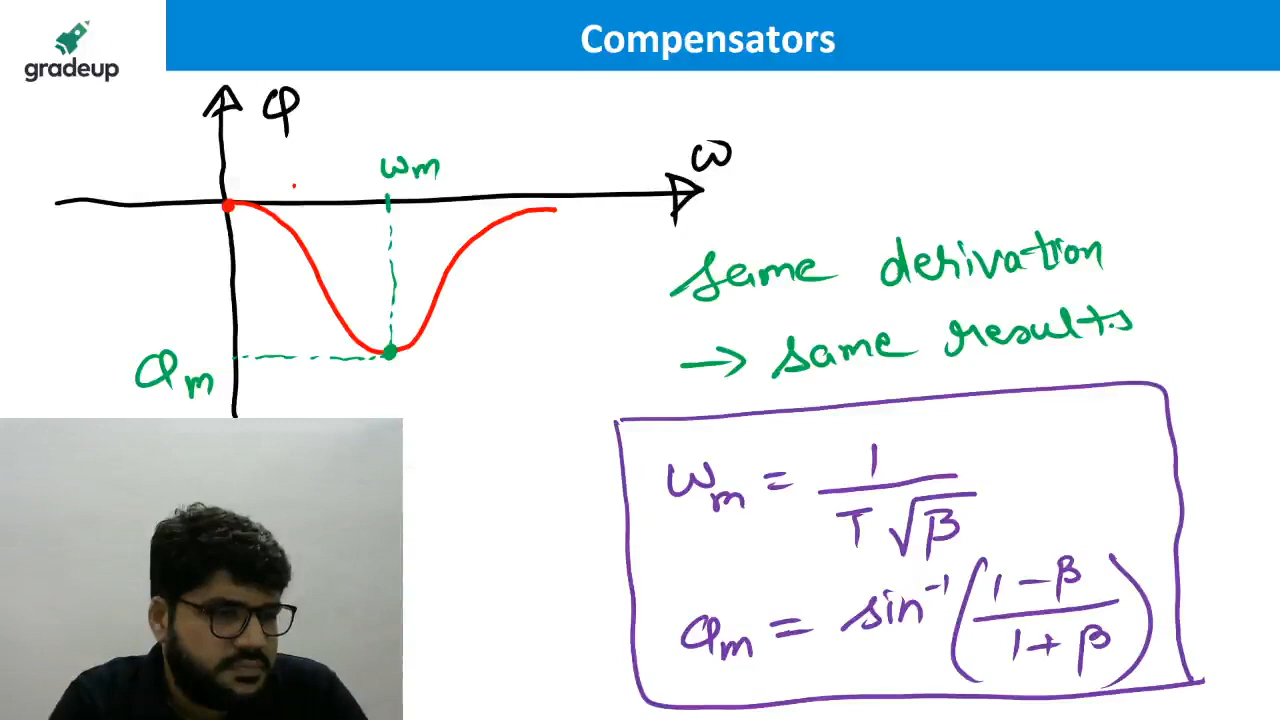 gradeup
Compensators
φ
ωm
ω
φm
same derivation
→ same results
ωm = 1 / T √β
φm = sin⁻¹ (1 − β / 1 + β)